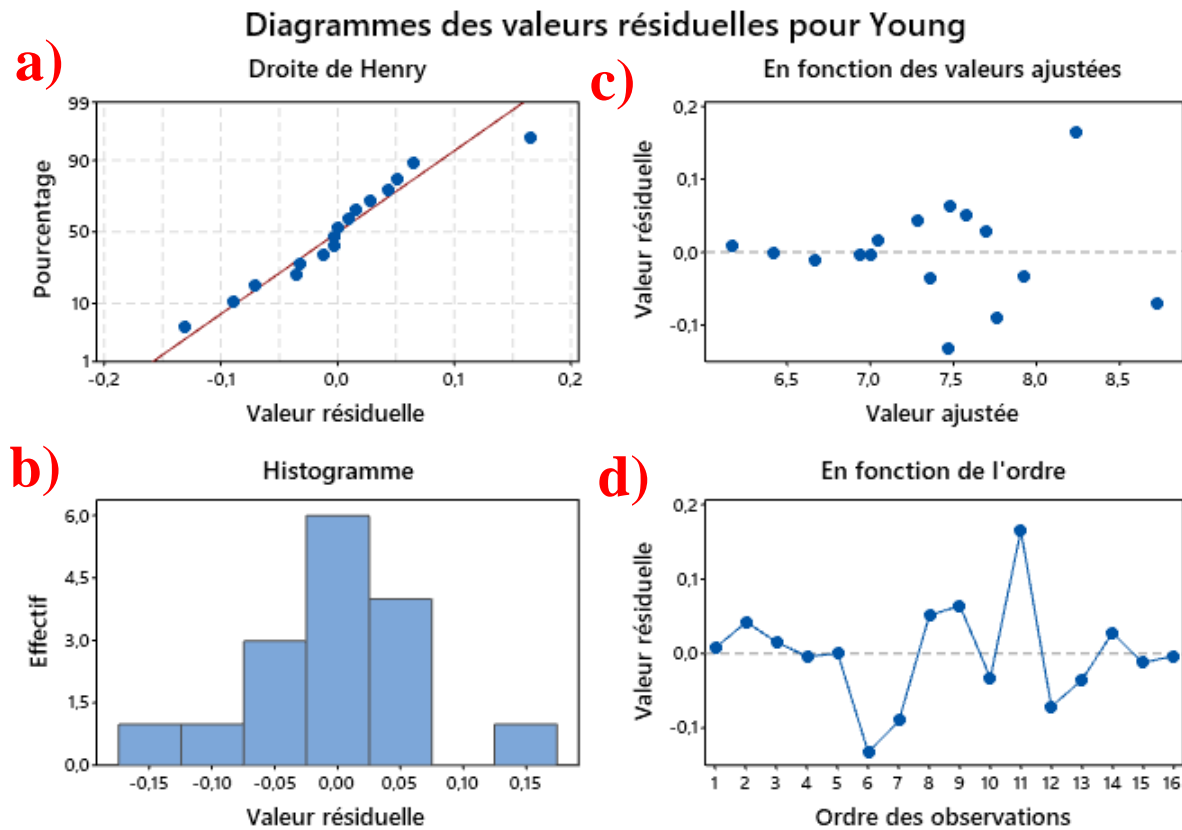 Diagrammes des valeurs résiduelles pour Young
a)
Droite de Henry
99
90
50
10
1
Pourcentage
-0,2 -0,1 0,0 0,1 0,2
Valeur résiduelle
c)
En fonction des valeurs ajustées
0,2
0,1
0,0
-0,1
Valeur résiduelle
6,5 7,0 7,5 8,0 8,5
Valeur ajustée
b)
Histogramme
6,0
4,5
3,0
1,5
0,0
Effectif
-0,15 -0,10 -0,05 0,00 0,05 0,10 0,15
Valeur résiduelle
d)
En fonction de l'ordre
0,2
0,1
0,0
-0,1
Valeur résiduelle
1 2 3 4 5 6 7 8 9 10 11 12 13 14 15 16
Ordre des observations